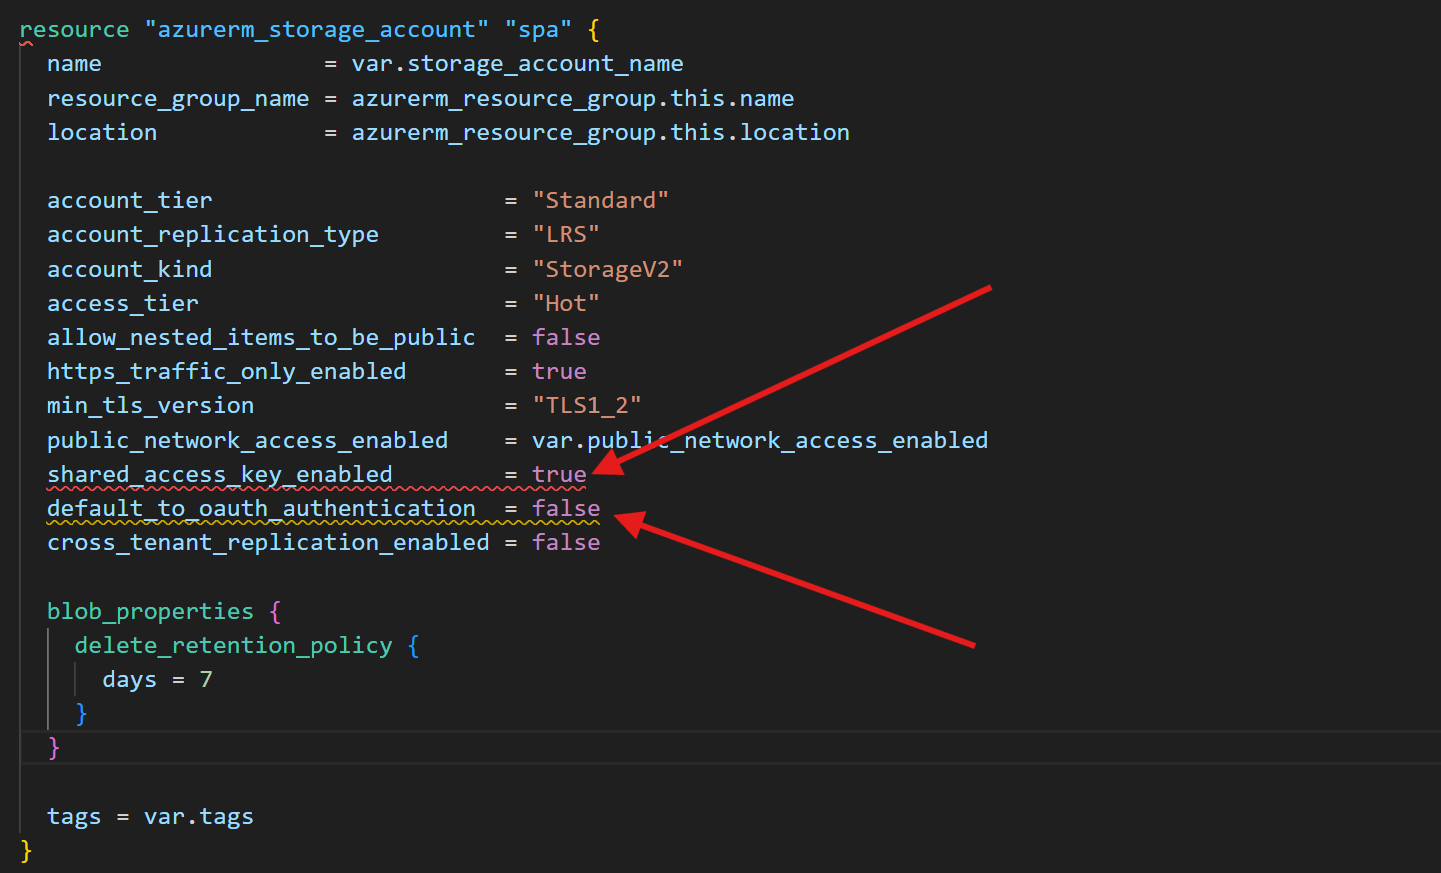 resource "azurerm_storage_account" "spa" {
  name                = var.storage_account_name
  resource_group_name = azurerm_resource_group.this.name
  location            = azurerm_resource_group.this.location

  account_tier                     = "Standard"
  account_replication_type         = "LRS"
  account_kind                     = "StorageV2"
  access_tier                      = "Hot"
  allow_nested_items_to_be_public  = false
  https_traffic_only_enabled       = true
  min_tls_version                  = "TLS1_2"
  public_network_access_enabled    = var.public_network_access_enabled
  shared_access_key_enabled        = true
  default_to_oauth_authentication  = false
  cross_tenant_replication_enabled = false

  blob_properties {
    delete_retention_policy {
      days = 7
    }
  }

  tags = var.tags
}